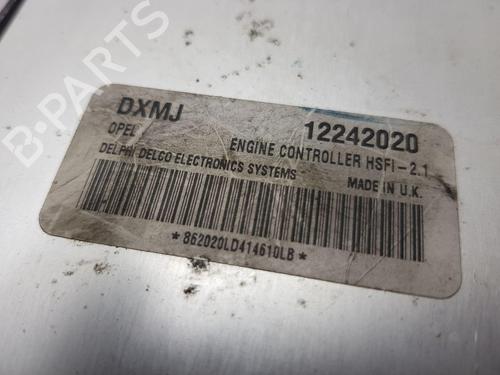 DXMJ 12242020
OPEL ENGINE CONTROLLER HSFI-2.1
DELPHI DELCO ELECTRONICS SYSTEMS MADE IN U.K.
*862020LD414610LB*
B-PARTS